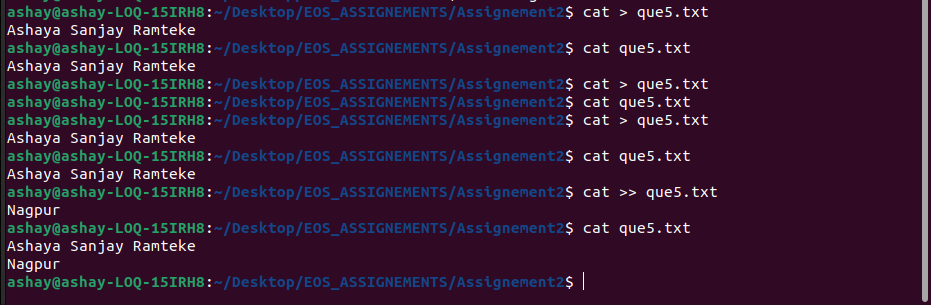 ashay@ashay-LOQ-15IRH8:~/Desktop/EOS_ASSIGNEMENTS/Assignement2$ cat > que5.txt
Ashaya Sanjay Ramteke
ashay@ashay-LOQ-15IRH8:~/Desktop/EOS_ASSIGNEMENTS/Assignement2$ cat que5.txt
Ashaya Sanjay Ramteke
ashay@ashay-LOQ-15IRH8:~/Desktop/EOS_ASSIGNEMENTS/Assignement2$ cat > que5.txt
ashay@ashay-LOQ-15IRH8:~/Desktop/EOS_ASSIGNEMENTS/Assignement2$ cat que5.txt
ashay@ashay-LOQ-15IRH8:~/Desktop/EOS_ASSIGNEMENTS/Assignement2$ cat > que5.txt
Ashaya Sanjay Ramteke
ashay@ashay-LOQ-15IRH8:~/Desktop/EOS_ASSIGNEMENTS/Assignement2$ cat que5.txt
Ashaya Sanjay Ramteke
ashay@ashay-LOQ-15IRH8:~/Desktop/EOS_ASSIGNEMENTS/Assignement2$ cat >> que5.txt
Nagpur
ashay@ashay-LOQ-15IRH8:~/Desktop/EOS_ASSIGNEMENTS/Assignement2$ cat que5.txt
Ashaya Sanjay Ramteke
Nagpur
ashay@ashay-LOQ-15IRH8:~/Desktop/EOS_ASSIGNEMENTS/Assignement2$